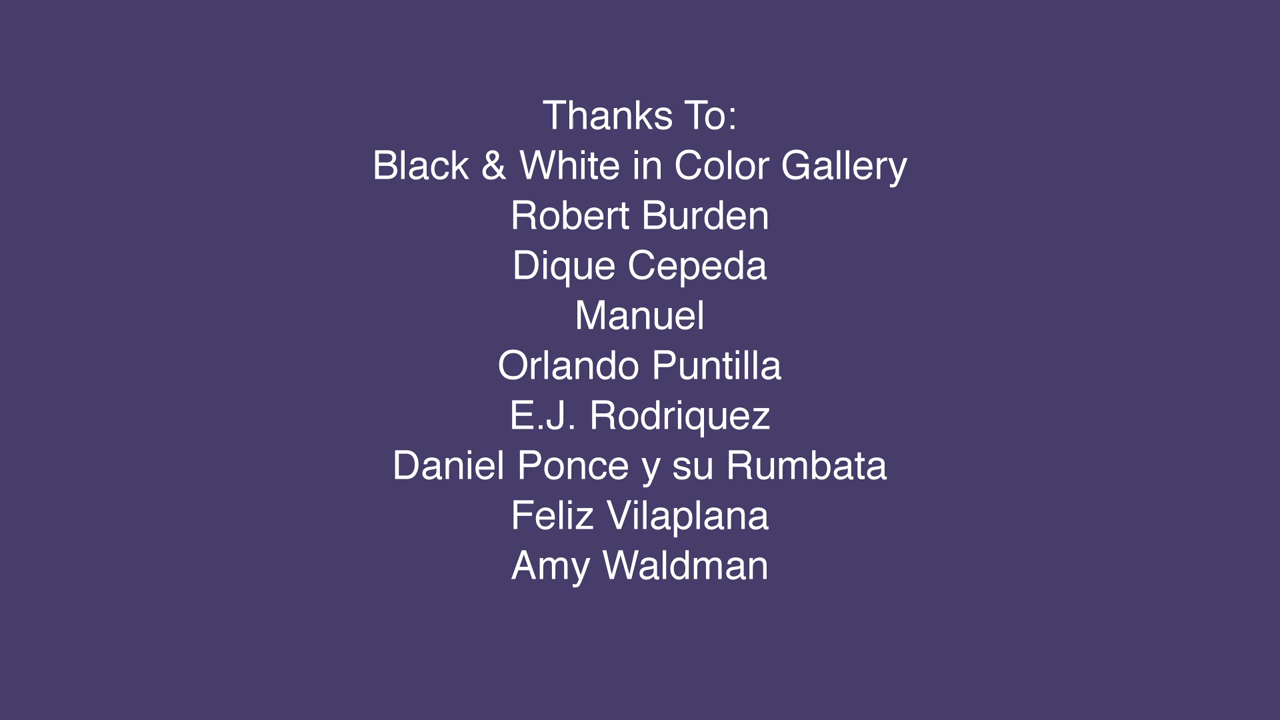 Thanks To:
Black & White in Color Gallery
Robert Burden
Dique Cepeda
Manuel
Orlando Puntilla
E.J. Rodriquez
Daniel Ponce y su Rumbata
Feliz Vilaplana
Amy Waldman